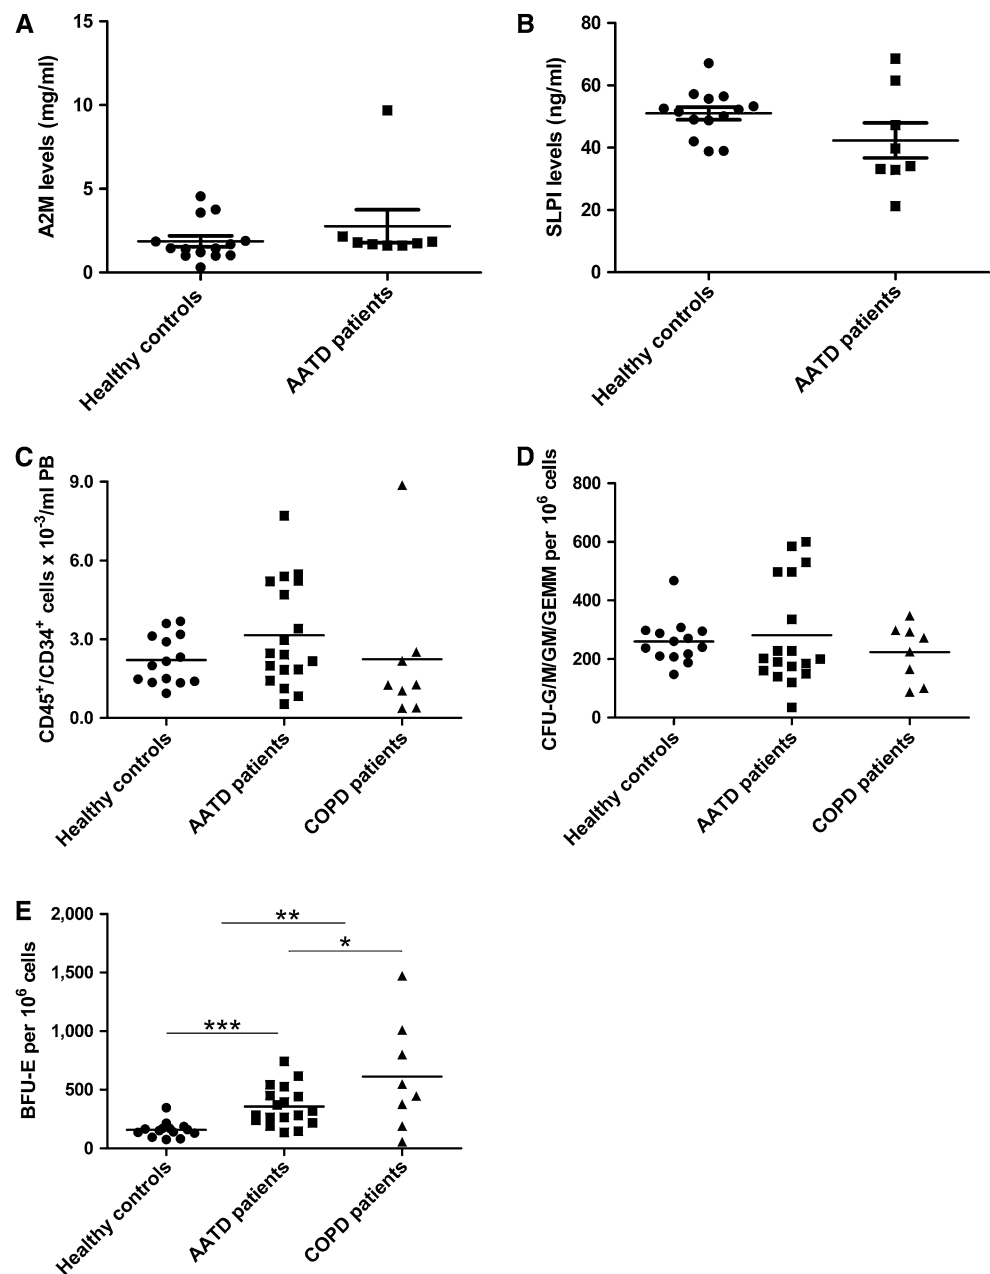 A
A2M levels (mg/ml)
15
10
5
0
Healthy controls
AATD patients
B
SLPI levels (ng/ml)
80
60
40
20
0
Healthy controls
AATD patients
C
CD45⁺/CD34⁺ cells x 10⁻³/ml PB
9.0
6.0
3.0
0.0
Healthy controls
AATD patients
COPD patients
D
CFU-G/M/GM/GEMM per 10⁶ cells
800
600
400
200
0
Healthy controls
AATD patients
COPD patients
E
BFU-E per 10⁶ cells
2,000
1,500
1,000
500
0
**
*
***
Healthy controls
AATD patients
COPD patients